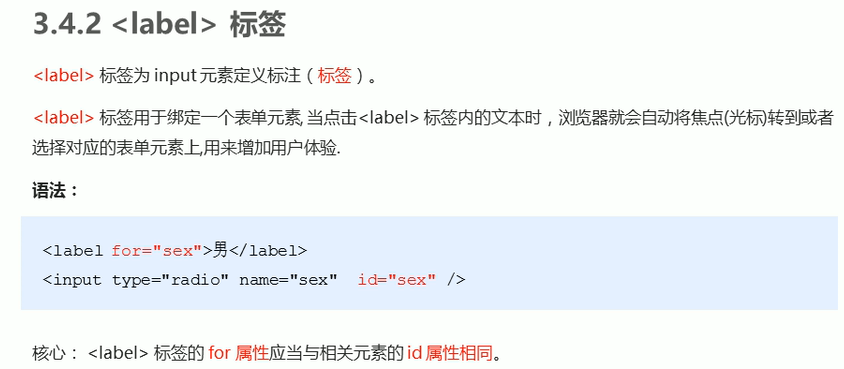 3.4.2 <label> 标签
<label> 标签为 input 元素定义标注（标签）。
<label> 标签用于绑定一个表单元素, 当点击<label> 标签内的文本时，浏览器就会自动将焦点(光标)转到或者
选择对应的表单元素上,用来增加用户体验.
语法：
<label for="sex">男</label>
<input type="radio" name="sex"  id="sex" />
核心： <label> 标签的 for 属性应当与相关元素的 id 属性相同。